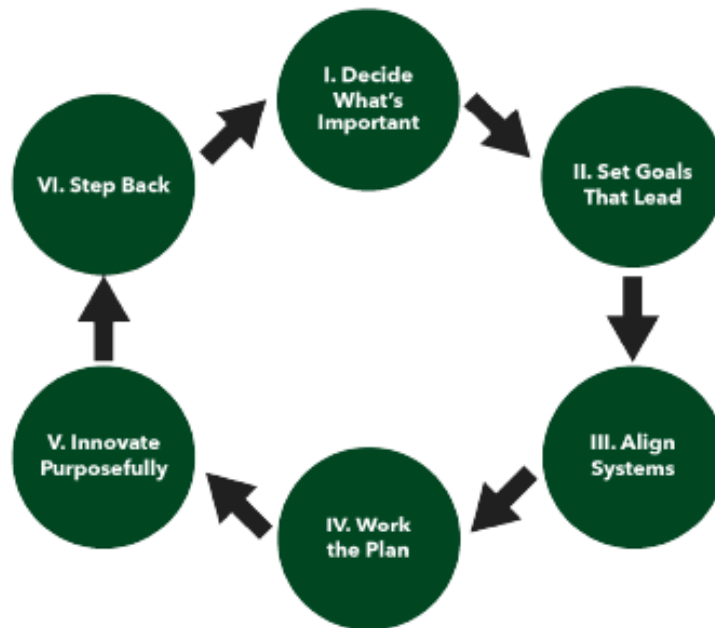 I. Decide
What's
Important
II. Set Goals
That Lead
III. Align
Systems
IV. Work
the Plan
V. Innovate
Purposefully
VI. Step Back